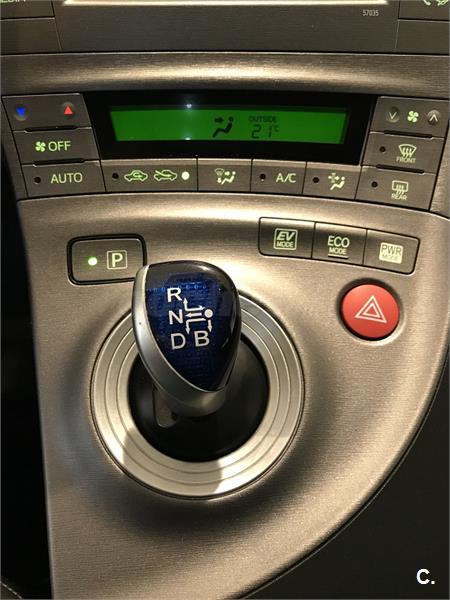 57035
OUTSIDE
21°C
OFF
FRONT
AUTO
A/C
REAR
EV MODE
ECO MODE
PWR MODE
P
R
N
D B
C.